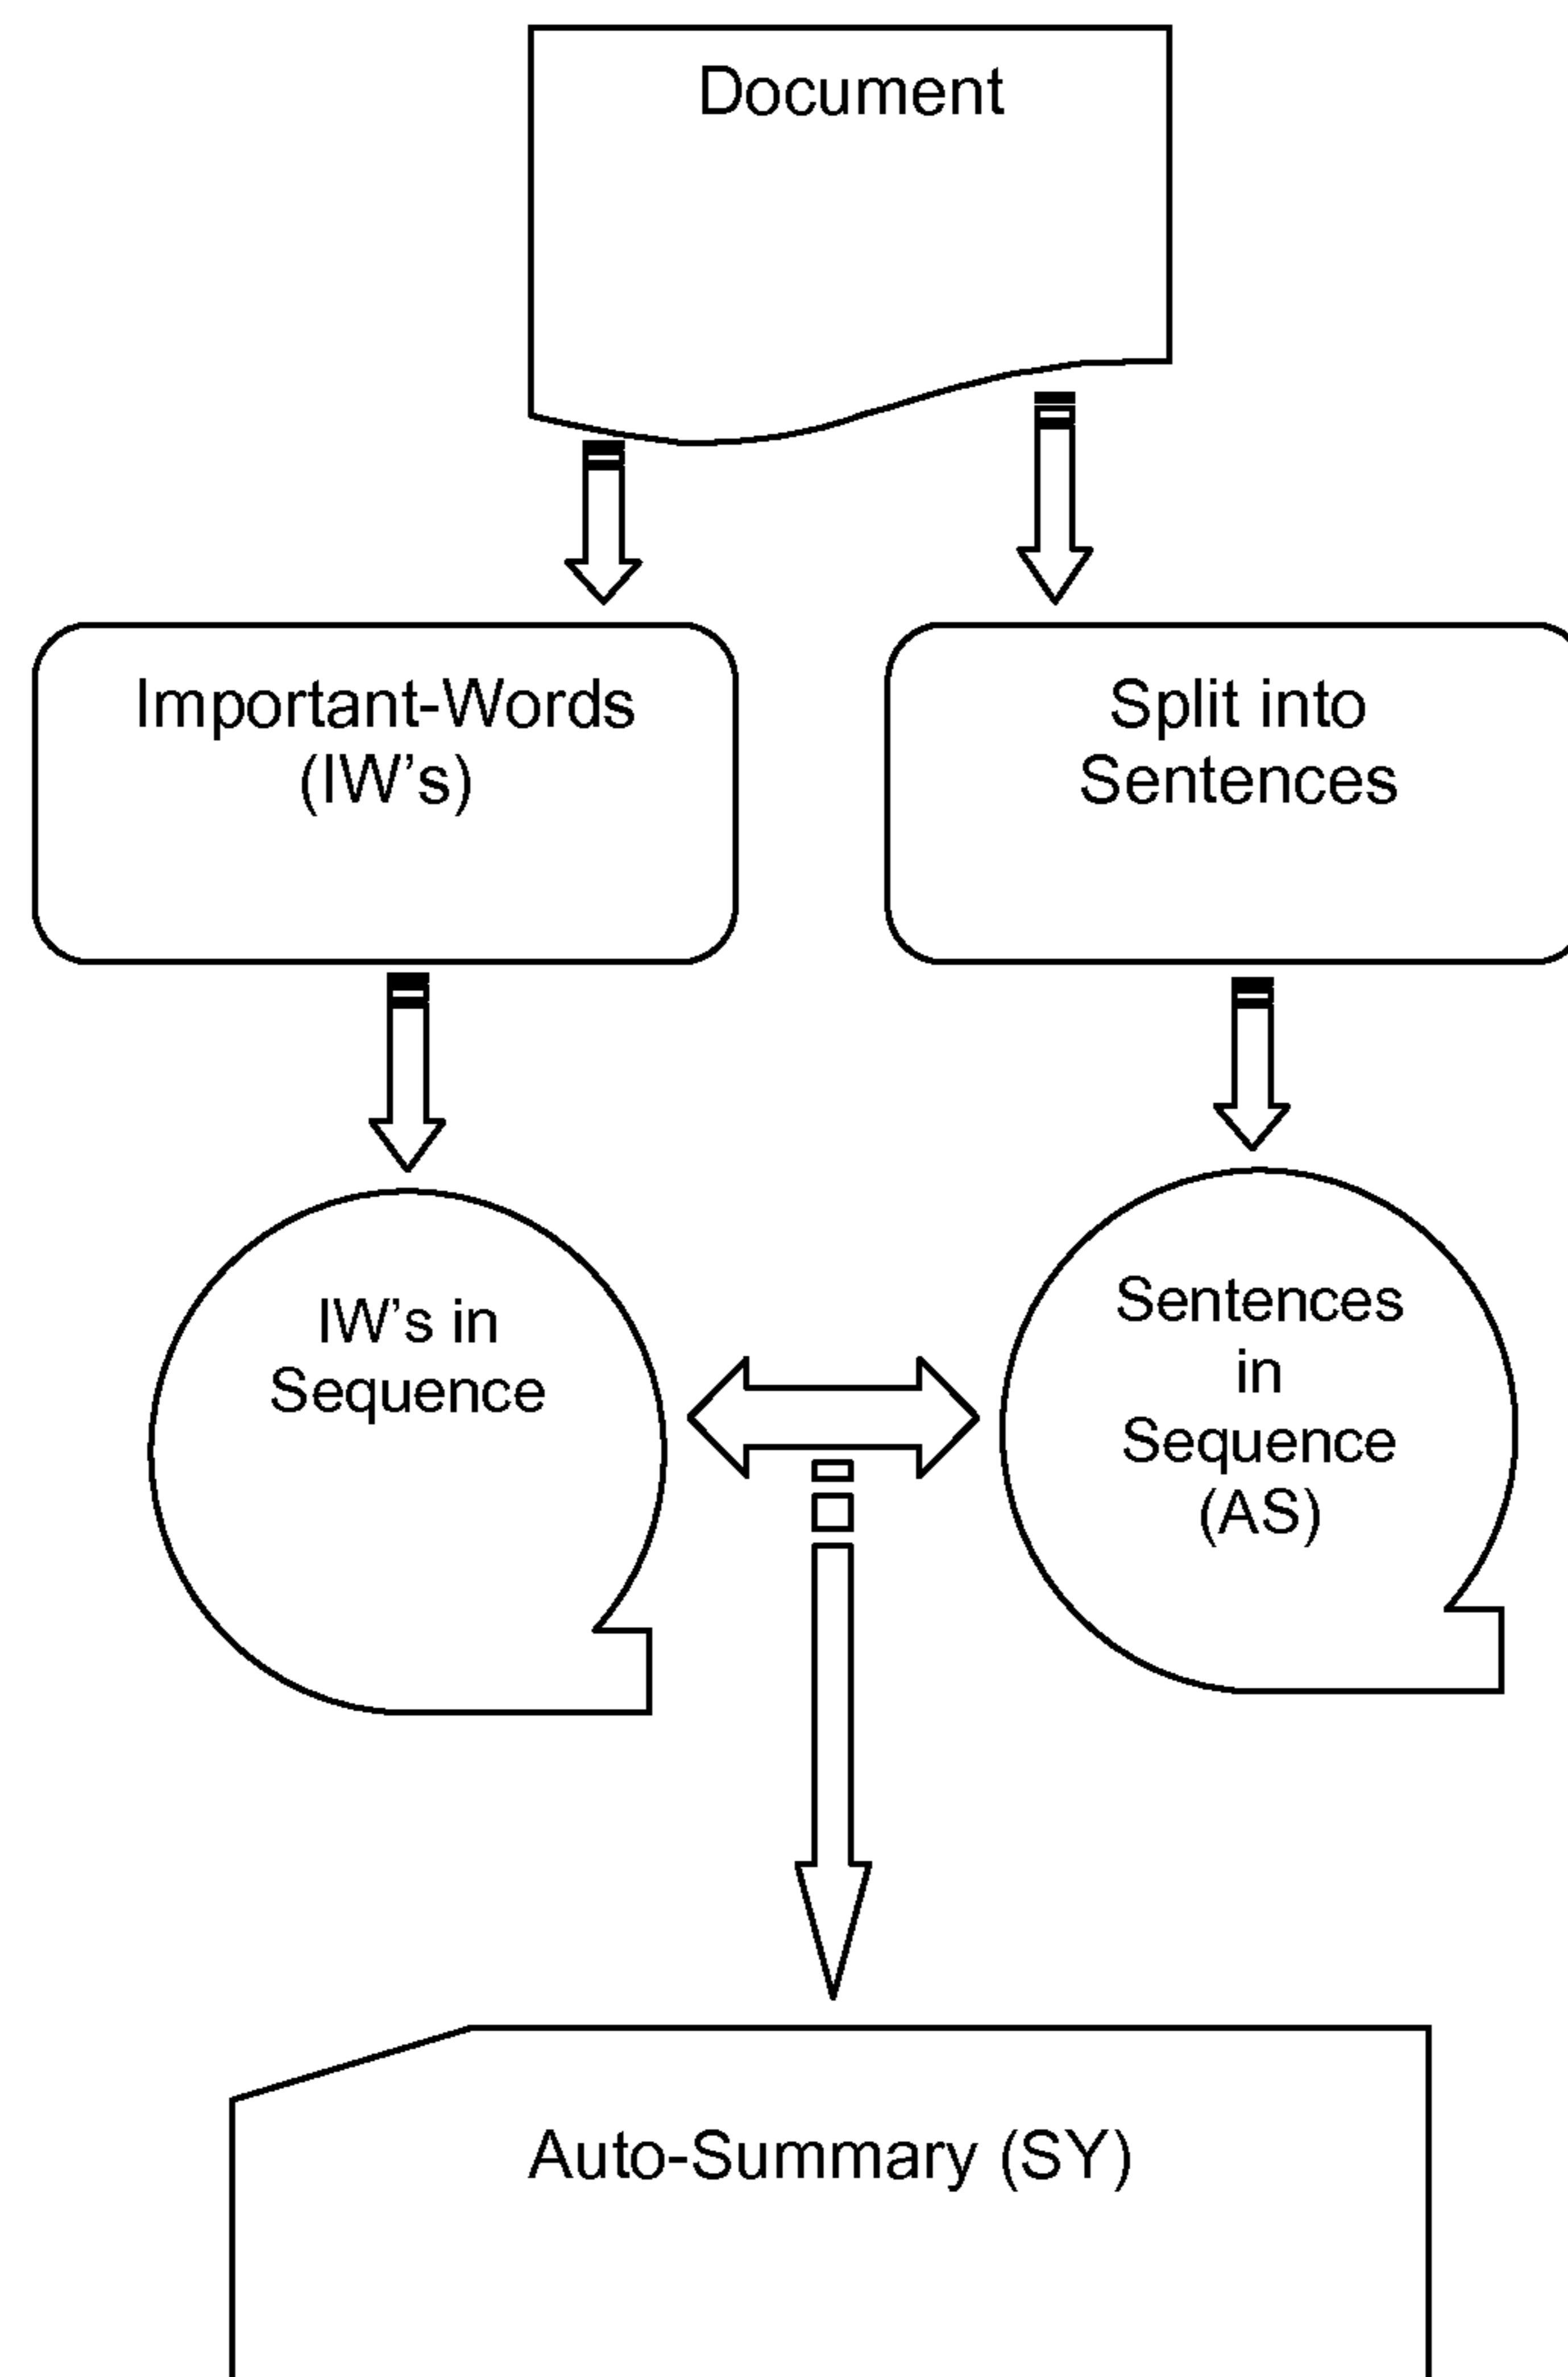 Document
Important-Words
(IW's)
Split into
Sentences
IW's in
Sequence
Sentences
in
Sequence
(AS)
Auto-Summary (SY)